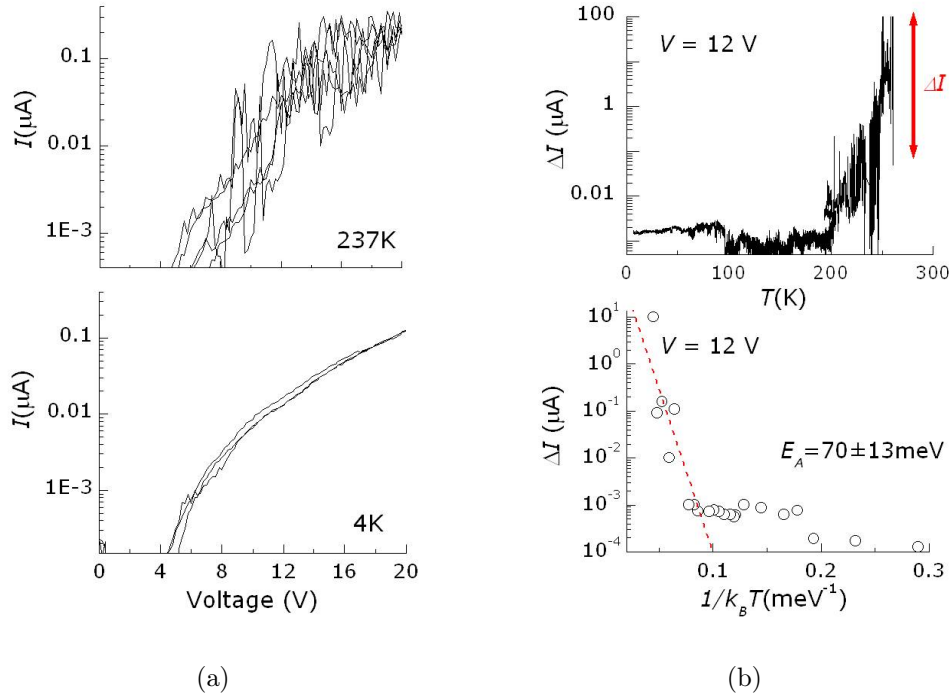 I(μA)
0.1
0.01
1E-3
237K
I(μA)
0.1
0.01
1E-3
4K
0 4 8 12 16 20
Voltage (V)
(a)
ΔI (μA)
100
1
0.01
V = 12 V
ΔI
0 100 200 300
T(K)
ΔI (μA)
10¹
10⁰
10⁻¹
10⁻²
10⁻³
10⁻⁴
V = 12 V
E_A=70±13meV
0.1 0.2 0.3
1/k_BT(meV⁻¹)
(b)